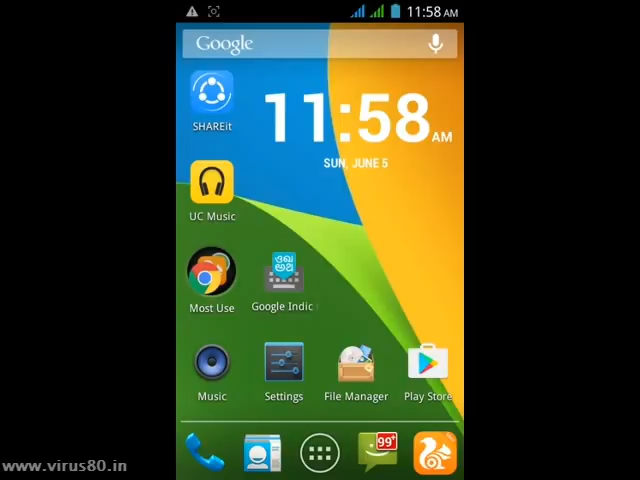 11:58 AM
Google
SHAREit
11:58 AM
SUN, JUNE 5
UC Music
Most Use
Google Indic
Music
Settings
File Manager
Play Store
99+
www.virus80.in